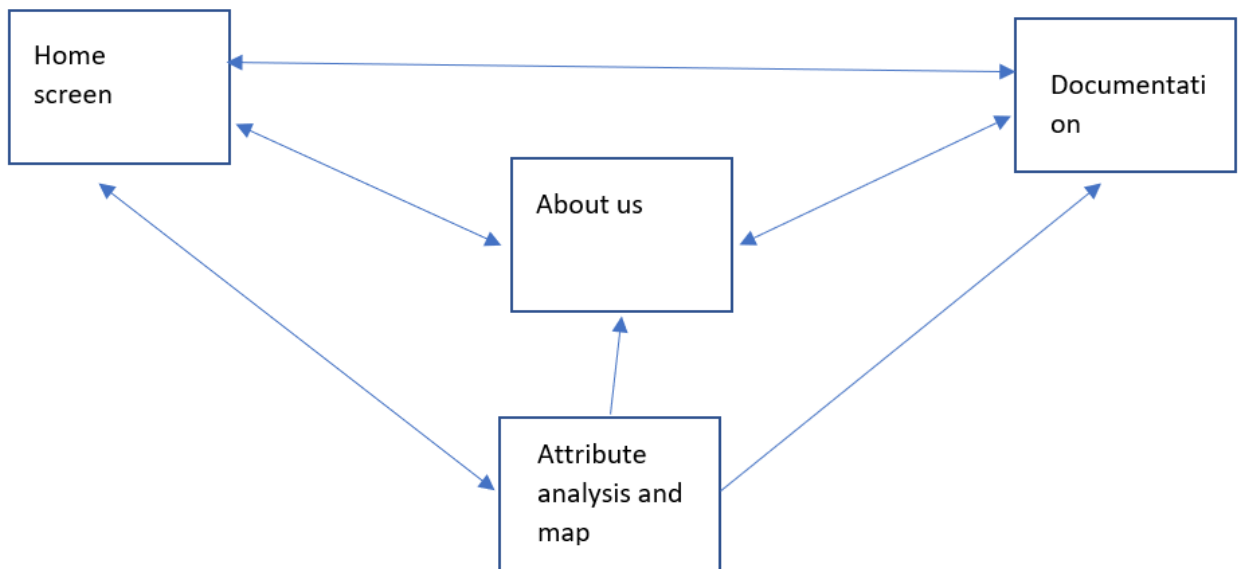 Home
screen
Documentati
on
About us
Attribute
analysis and
map